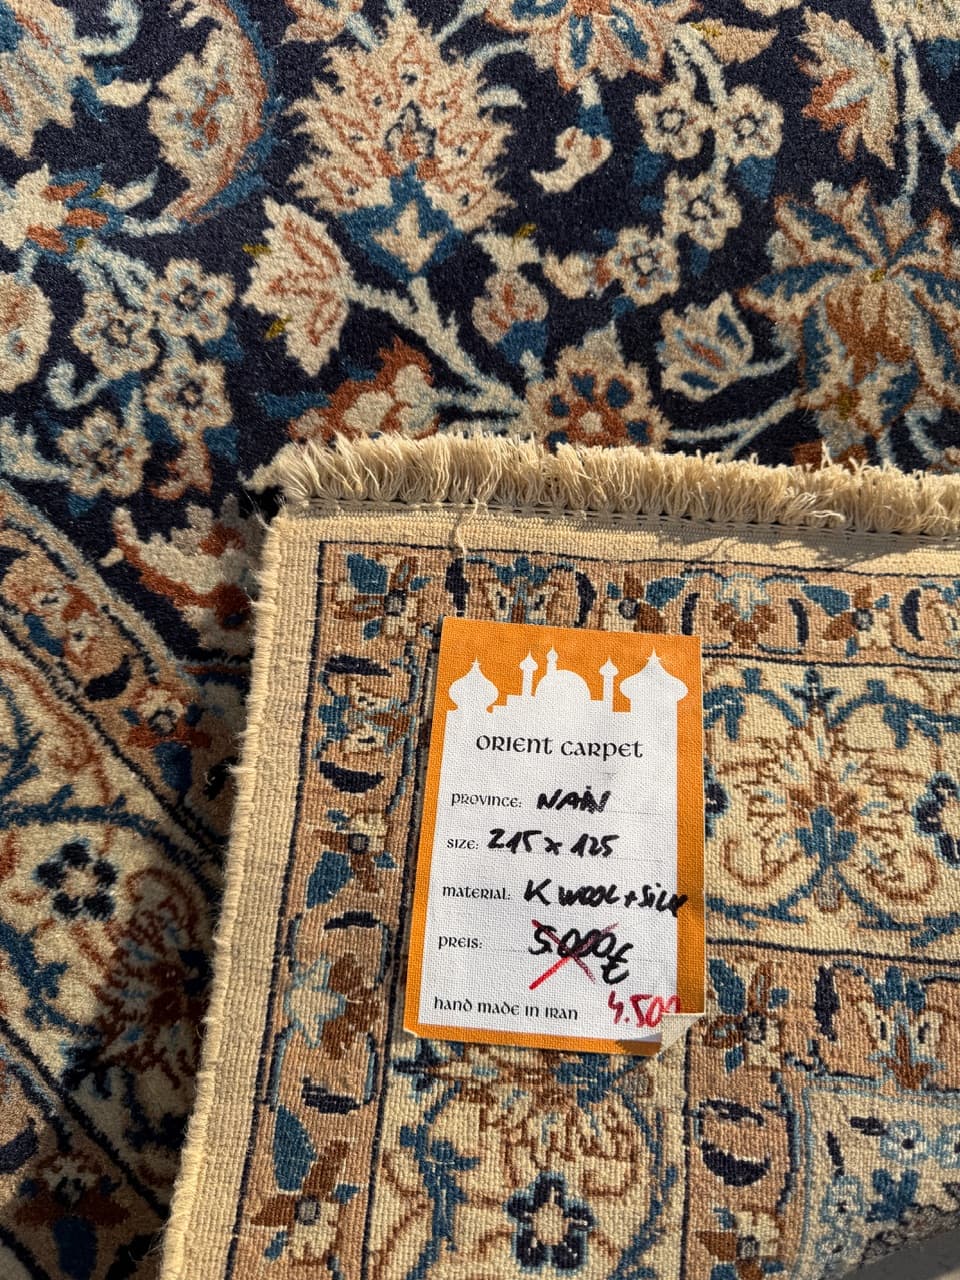 ORIENT CARPET
PROVINCE: NAIN
SIZE: 215 x 125
MATERIAL: K WOOL + SILK
PREIS: 5.000 €
4.500
HAND MADE IN IRAN